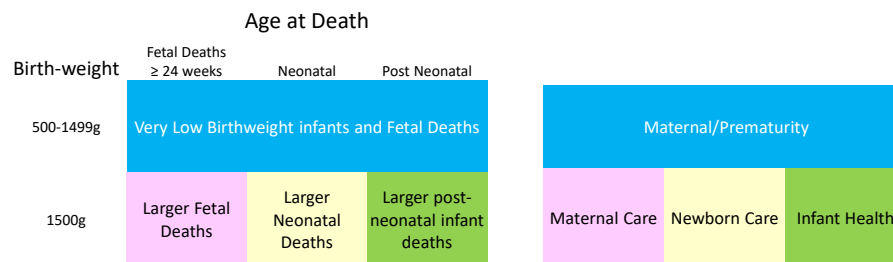 Age at Death
Birth-weight
Fetal Deaths
≥ 24 weeks
Neonatal
Post Neonatal
500-1499g
Very Low Birthweight infants and Fetal Deaths
Maternal/Prematurity
1500g
Larger Fetal
Deaths
Larger
Neonatal
Deaths
Larger post-
neonatal infant
deaths
Maternal Care
Newborn Care
Infant Health